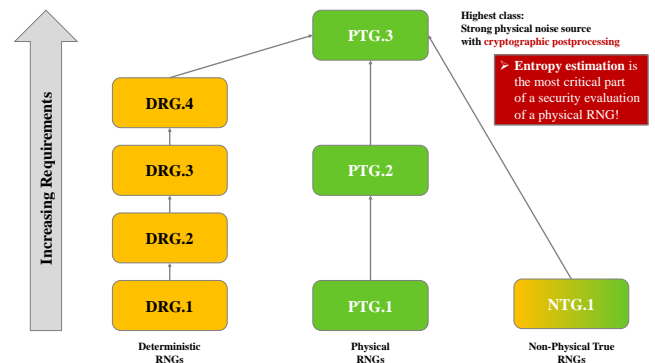 Highest class:
Strong physical noise source
with cryptographic postprocessing
PTG.3
➢ Entropy estimation is
the most critical part
of a security evaluation
of a physical RNG!
DRG.4
Increasing Requirements
DRG.3
PTG.2
DRG.2
DRG.1
PTG.1
NTG.1
Deterministic
RNGs
Physical
RNGs
Non-Physical True
RNGs